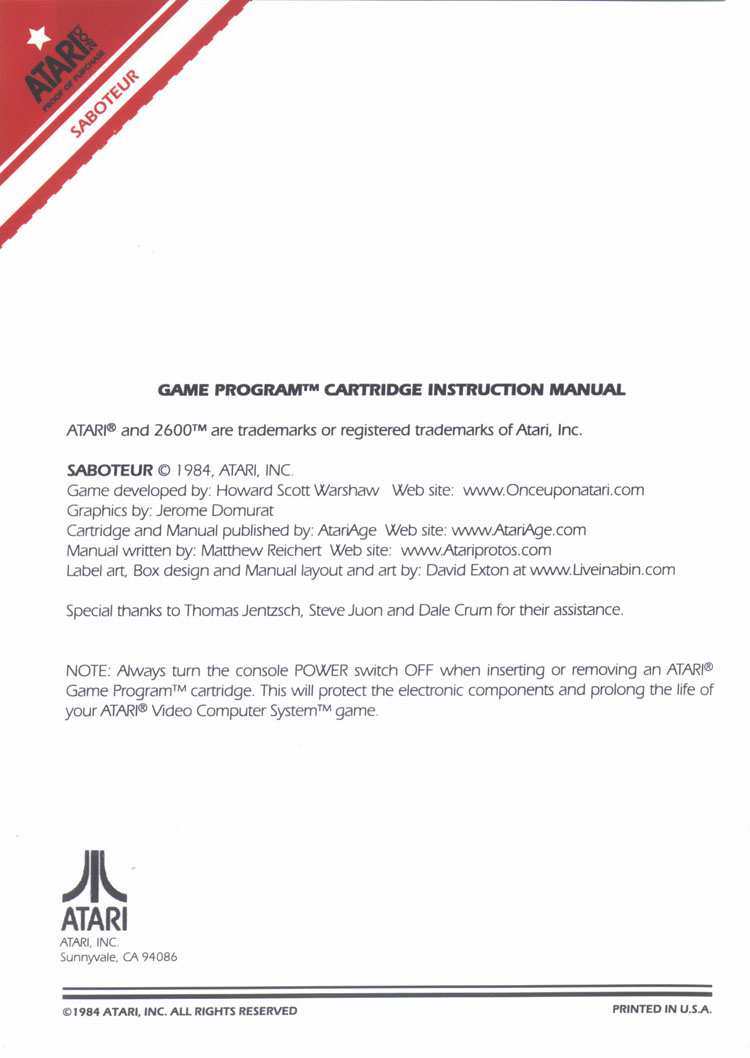 ATARI
PROOF OF PURCHASE
SABOTEUR
GAME PROGRAM™ CARTRIDGE INSTRUCTION MANUAL
ATARI® and 2600™ are trademarks or registered trademarks of Atari, Inc.
SABOTEUR © 1984, ATARI, INC.
Game developed by: Howard Scott Warshaw Web site: www.Onceuponatari.com
Graphics by: Jerome Domurat
Cartridge and Manual published by: AtariAge Web site: www.AtariAge.com
Manual written by: Matthew Reichert Web site: www.Atariprotos.com
Label art, Box design and Manual layout and art by: David Exton at www.Liveinabin.com
Special thanks to Thomas Jentzsch, Steve Juon and Dale Crum for their assistance.
NOTE: Always turn the console POWER switch OFF when inserting or removing an ATARI®
Game Program™ cartridge. This will protect the electronic components and prolong the life of
your ATARI® Video Computer System™ game.
ATARI
ATARI, INC.
Sunnyvale, CA 94086
©1984 ATARI, INC. ALL RIGHTS RESERVED
PRINTED IN U.S.A.